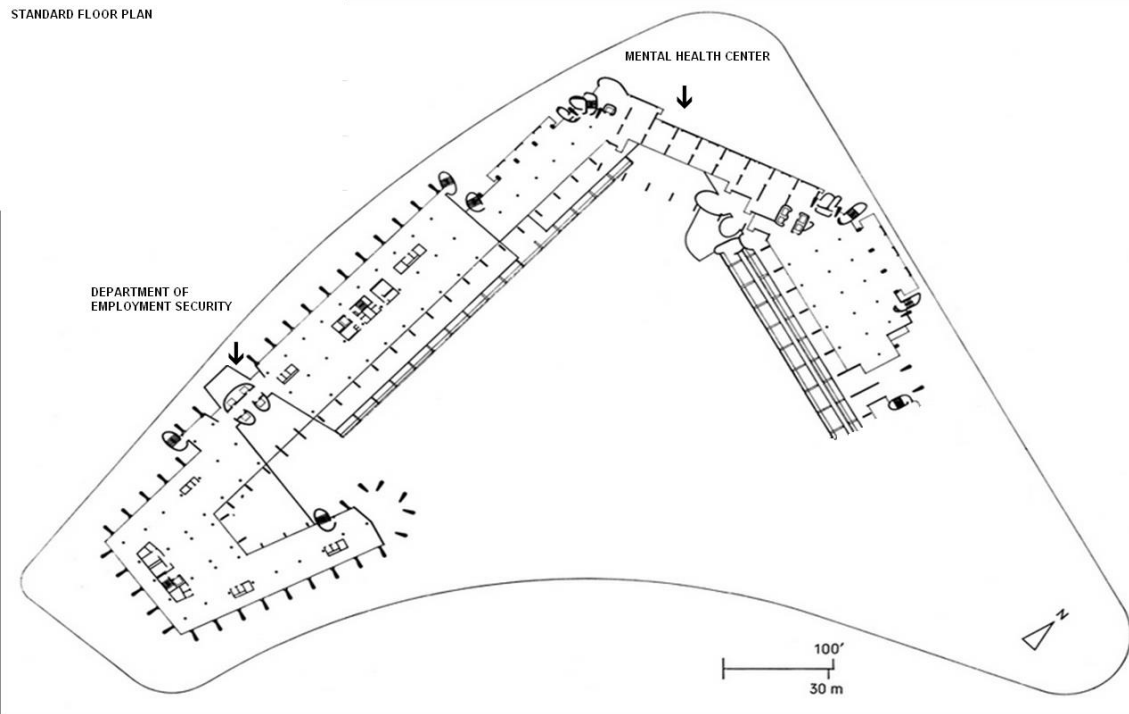 STANDARD FLOOR PLAN
MENTAL HEALTH CENTER
DEPARTMENT OF
EMPLOYMENT SECURITY
N
100'
30 m